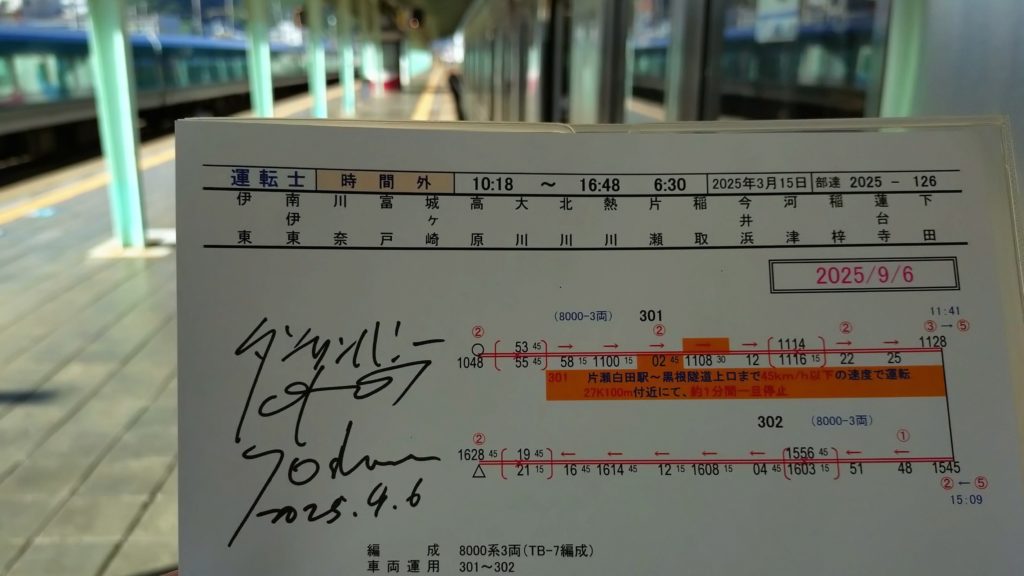 運転士 時間外 10:18 ～ 16:48 6:30 2025年3月15日 部達 2025 － 126
伊東 南伊東 川奈 富戸 城ヶ崎 高原 大川 北川 熱川 片瀬 稲取 今井浜 河津 稲梓 蓮台寺 下田
2025/9/6
(8000-3両) 301 11:41
② ② ② ③→⑤
53 45 → → → → → 1114 → → 1128
1048 55 45 58 15 1100 15 02 45 1108 30 12 1116 15 22 25
301 片瀬白田駅～黒根隧道上口まで45km/h以下の速度で運転
27K100m付近にて、約1分間一旦停止
302 (8000-3両)
② ①
1628 45 19 45 ← ← ← ← ← 1556 45 ← ←
21 15 16 45 1614 45 12 15 1608 15 04 45 1603 15 51 48 1545
②←⑤
15:09
2025.9.6
編成 8000系3両(TB-7編成)
車両運用 301～302